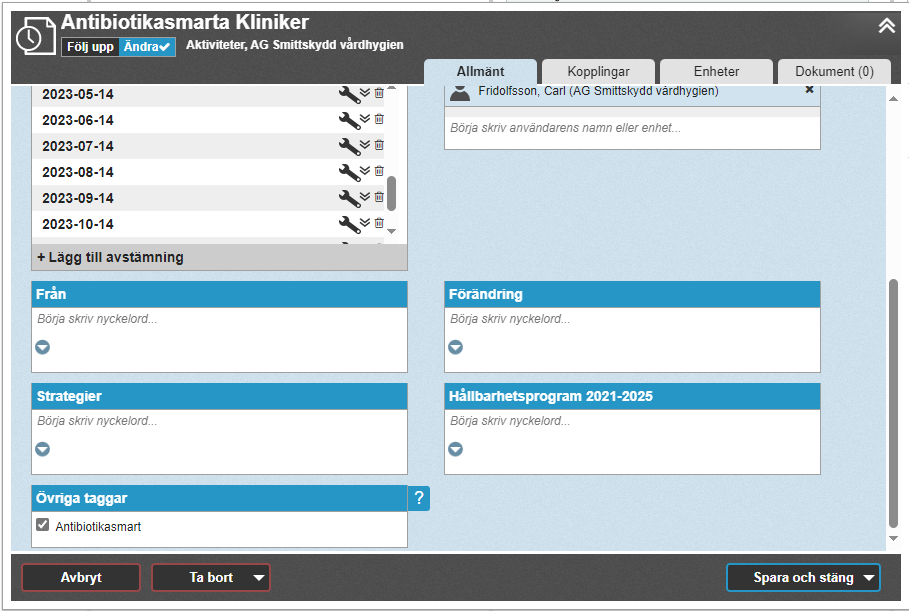 Antibiotikasmarta Kliniker
Följ upp Ändra Aktiviteter, AG Smittskydd vårdhygien
Allmänt Kopplingar Enheter Dokument (0)
2023-05-14
2023-06-14
2023-07-14
2023-08-14
2023-09-14
2023-10-14
+ Lägg till avstämning
Fridolfsson, Carl (AG Smittskydd vårdhygien)
Börja skriv användarens namn eller enhet...
Från
Börja skriv nyckelord...
Förändring
Börja skriv nyckelord...
Strategier
Börja skriv nyckelord...
Hållbarhetsprogram 2021-2025
Börja skriv nyckelord...
Övriga taggar ?
Antibiotikasmart
Avbryt Ta bort Spara och stäng